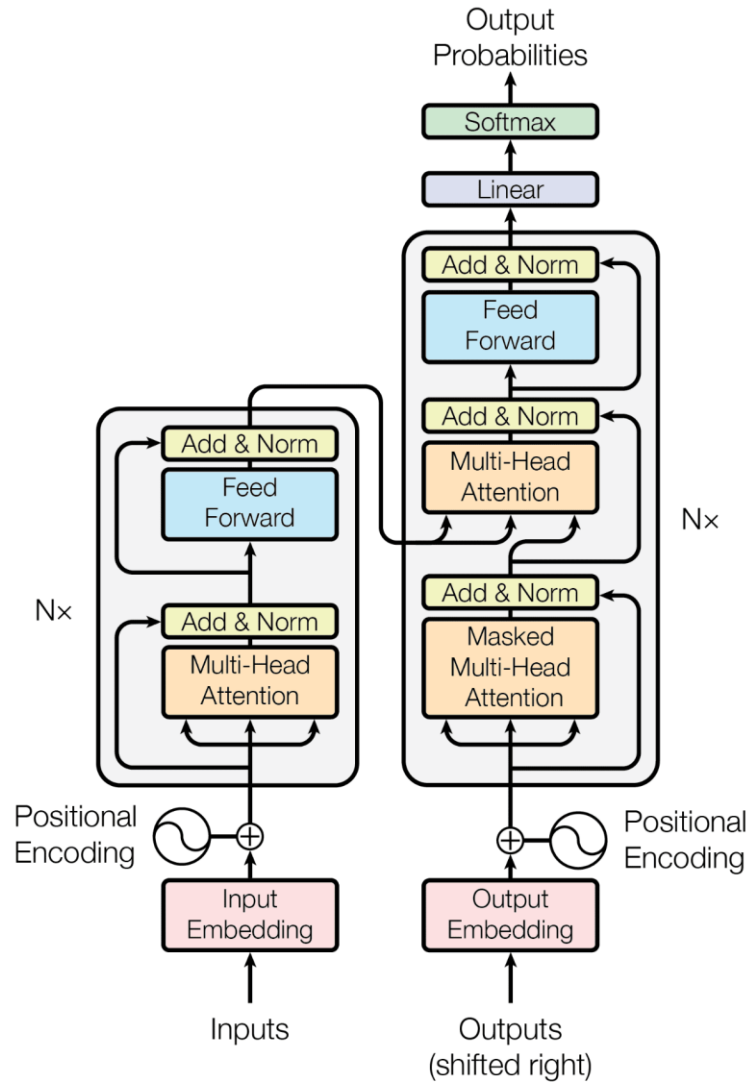 Output
Probabilities
Softmax
Linear
Add & Norm
Feed
Forward
Add & Norm
Multi-Head
Attention
Add & Norm
Masked
Multi-Head
Attention
N×
Positional
Encoding
Output
Embedding
Outputs
(shifted right)
Add & Norm
Feed
Forward
Add & Norm
Multi-Head
Attention
N×
Positional
Encoding
Input
Embedding
Inputs